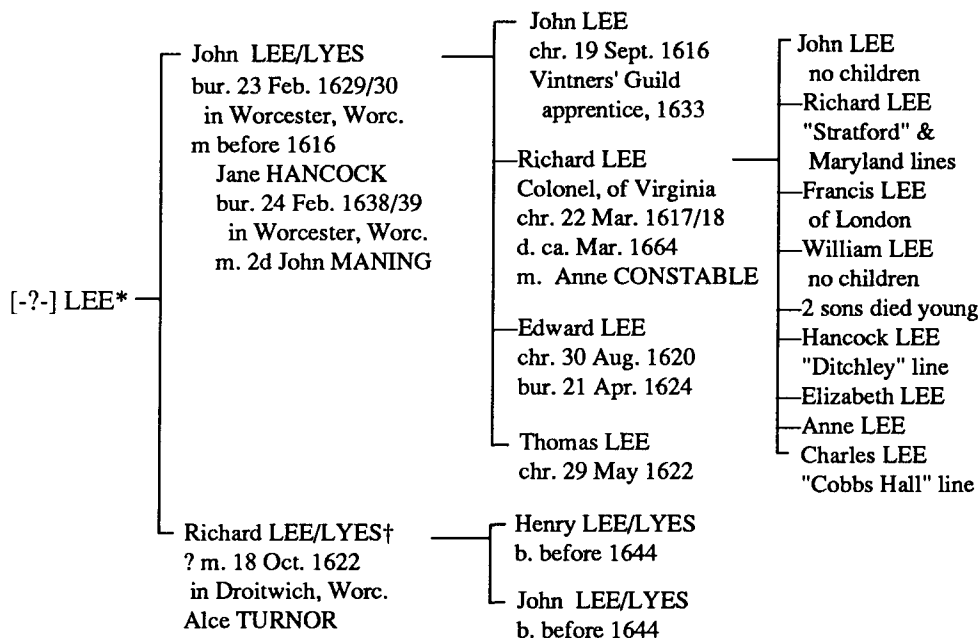 [-?-] LEE*
John LEE/LYES
bur. 23 Feb. 1629/30
in Worcester, Worc.
m before 1616
Jane HANCOCK
bur. 24 Feb. 1638/39
in Worcester, Worc.
m. 2d John MANING
Richard LEE/LYES†
? m. 18 Oct. 1622
in Droitwich, Worc.
Alce TURNOR
John LEE
chr. 19 Sept. 1616
Vintners' Guild
apprentice, 1633
Richard LEE
Colonel, of Virginia
chr. 22 Mar. 1617/18
d. ca. Mar. 1664
m. Anne CONSTABLE
Edward LEE
chr. 30 Aug. 1620
bur. 21 Apr. 1624
Thomas LEE
chr. 29 May 1622
Henry LEE/LYES
b. before 1644
John LEE/LYES
b. before 1644
John LEE
no children
Richard LEE
"Stratford" &
Maryland lines
Francis LEE
of London
William LEE
no children
2 sons died young
Hancock LEE
"Ditchley" line
Elizabeth LEE
Anne LEE
Charles LEE
"Cobbs Hall" line